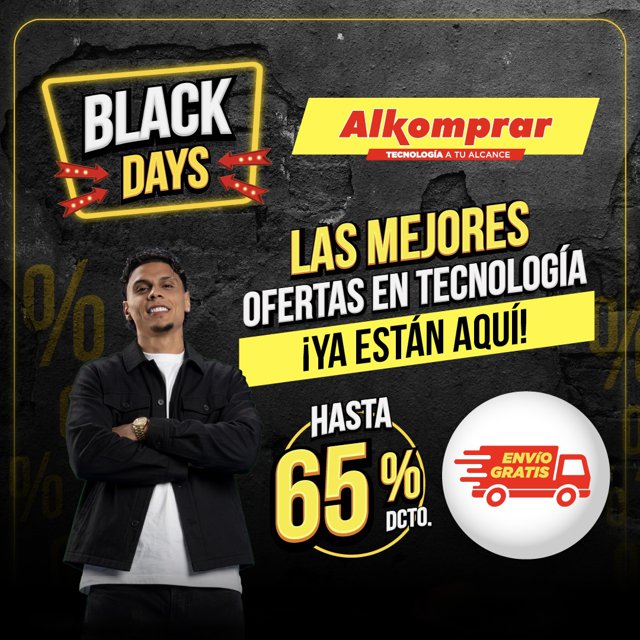 BLACK
DAYS
Alkomprar
TECNOLOGÍA A TU ALCANCE
LAS MEJORES
OFERTAS EN TECNOLOGÍA
¡YA ESTÁN AQUÍ!
HASTA
65%
DCTO.
ENVÍO
GRATIS